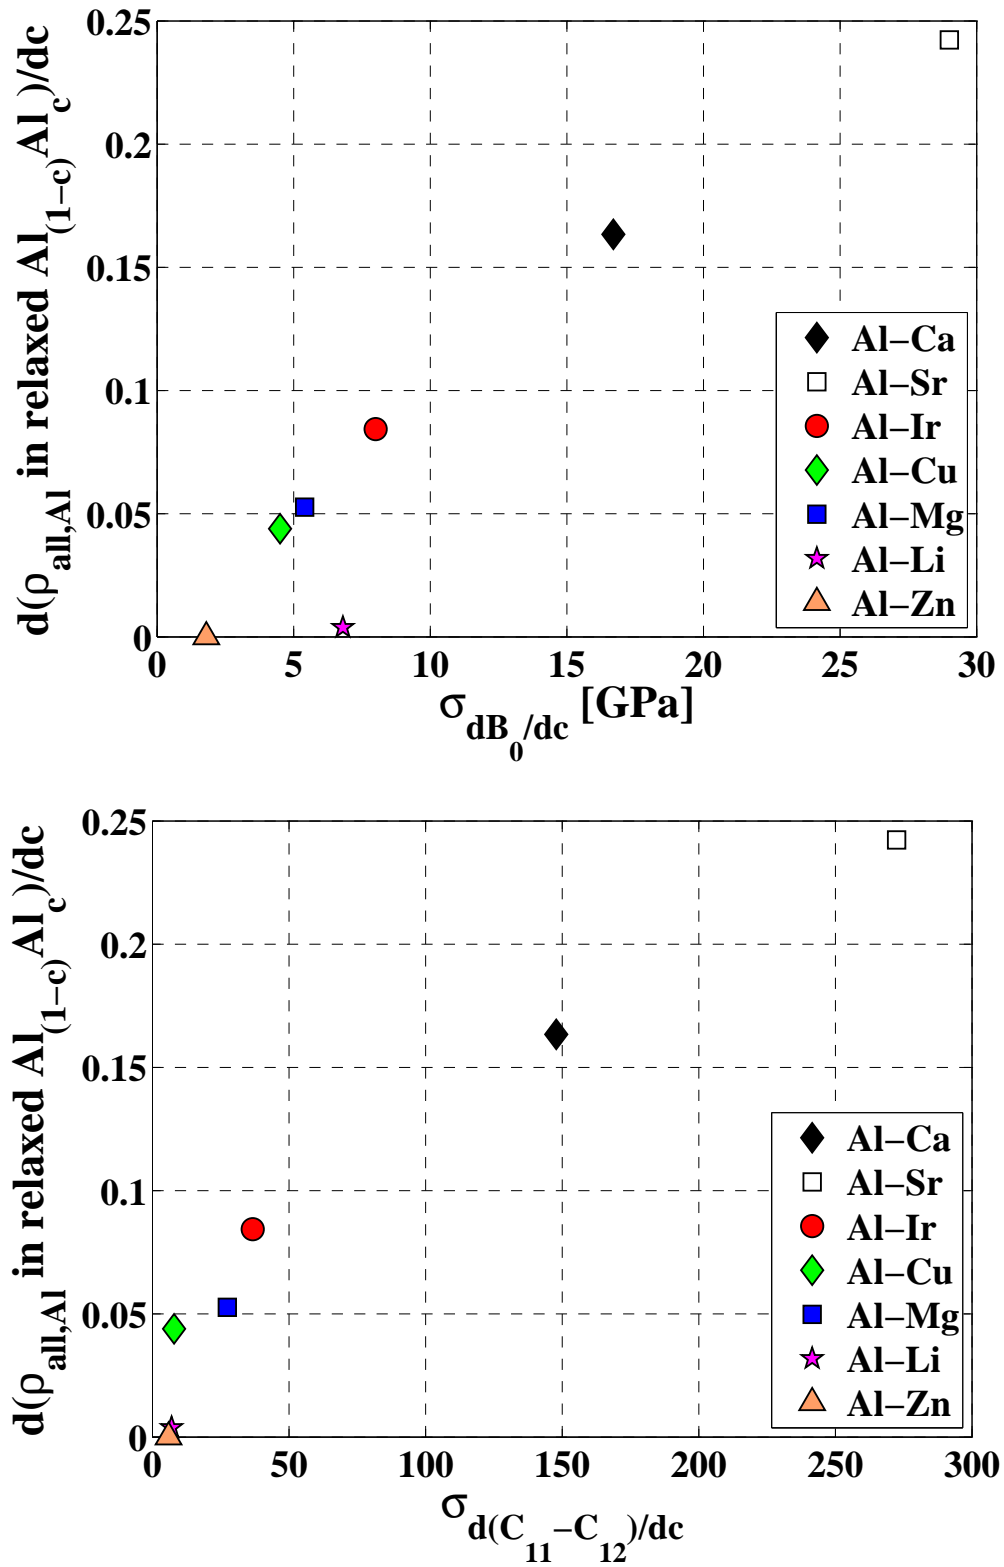 0.25
0.2
0.15
0.1
0.05
0
d(ρall,Al in relaxed Al(1−c)Alc)/dc
Al−Ca
Al−Sr
Al−Ir
Al−Cu
Al−Mg
Al−Li
Al−Zn
0 5 10 15 20 25 30
σdB0/dc [GPa]
0.25
0.2
0.15
0.1
0.05
0
d(ρall,Al in relaxed Al(1−c)Alc)/dc
Al−Ca
Al−Sr
Al−Ir
Al−Cu
Al−Mg
Al−Li
Al−Zn
0 50 100 150 200 250 300
σd(C11−C12)/dc